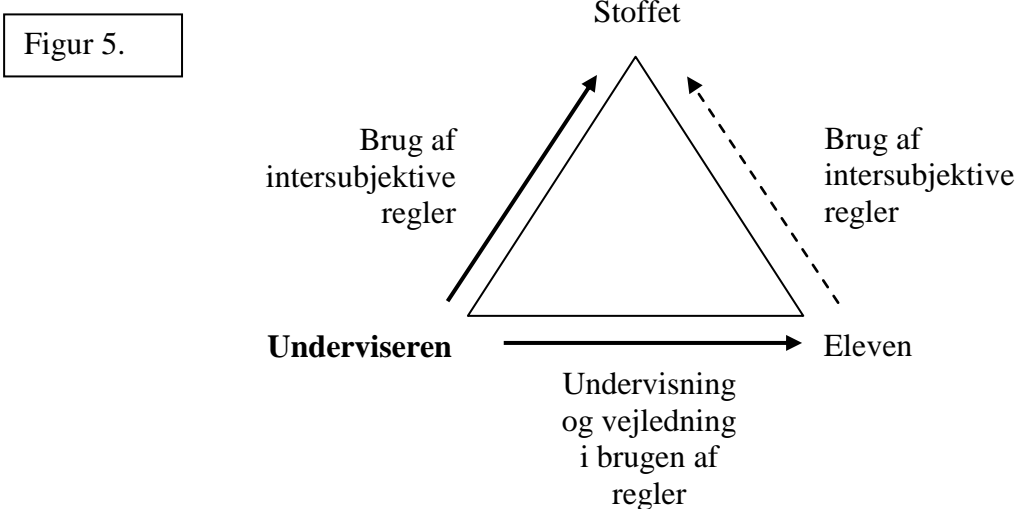 Stoffet
Figur 5.
Brug af
intersubjektive
regler
Brug af
intersubjektive
regler
Underviseren
Eleven
Undervisning
og vejledning
i brugen af
regler